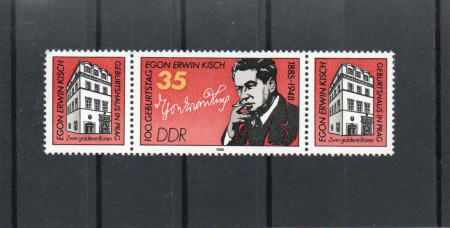 EGON ERWIN KISCH
GEBURTSHAUS IN PRAG
Zwei goldene Bären
100. GEBURTSTAG EGON ERWIN KISCH
35
1885-1948
DDR
EGON ERWIN KISCH
GEBURTSHAUS IN PRAG
Zwei goldene Bären